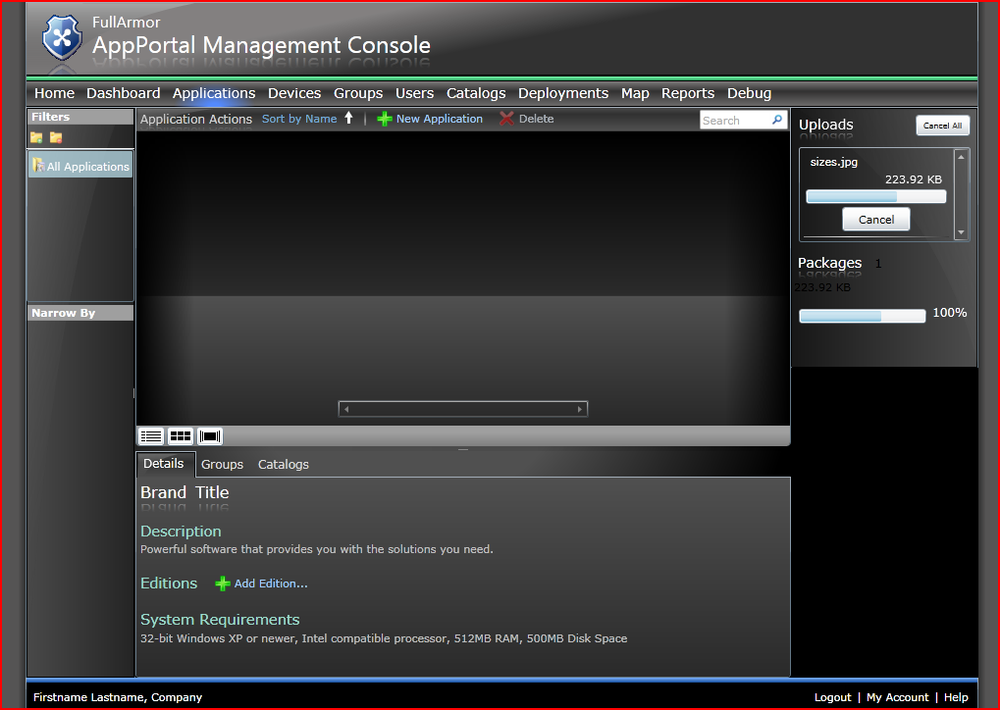 FullArmor
AppPortal Management Console
Home Dashboard Applications Devices Groups Users Catalogs Deployments Map Reports Debug
Filters
All Applications
Narrow By
Application Actions Sort by Name | New Application Delete
Search
Uploads Cancel All
sizes.jpg
223.92 KB
Cancel
Packages 1
223.92 KB
100%
Details Groups Catalogs
Brand Title
Description
Powerful software that provides you with the solutions you need.
Editions Add Edition...
System Requirements
32-bit Windows XP or newer, Intel compatible processor, 512MB RAM, 500MB Disk Space
Firstname Lastname, Company
Logout | My Account | Help